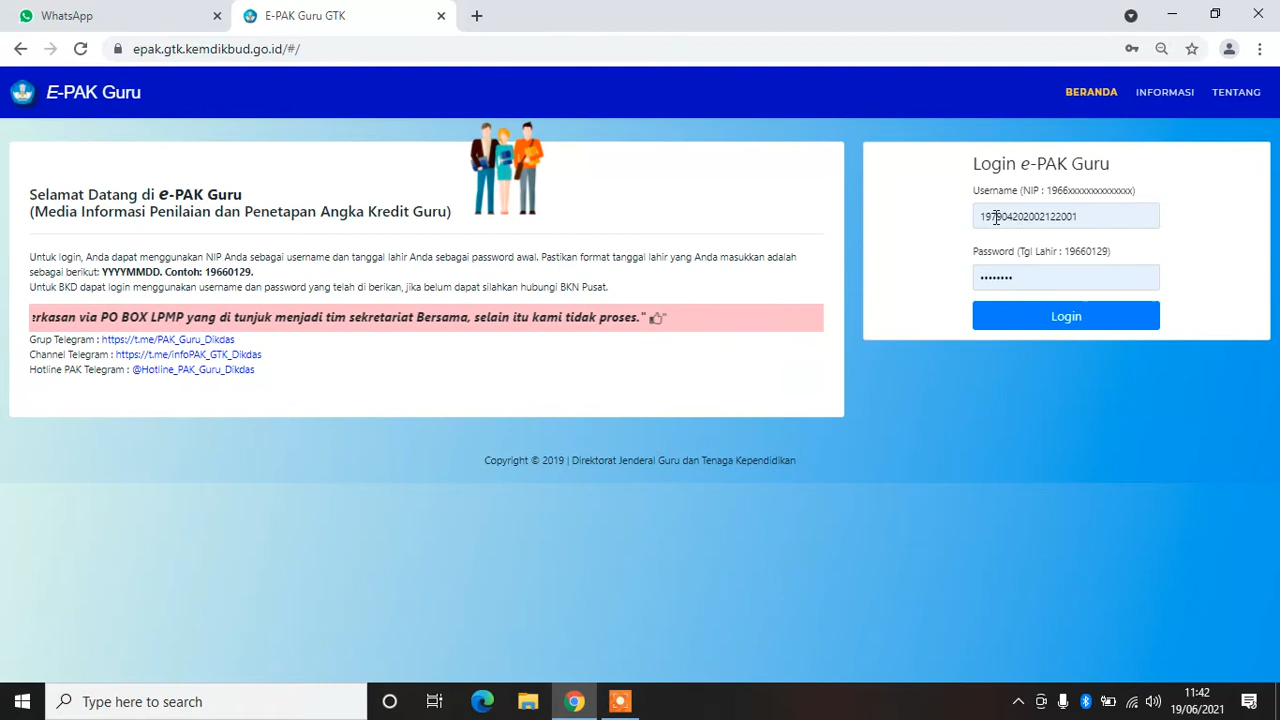 WhatsApp
E-PAK Guru GTK
epak.gtk.kemdikbud.go.id/#/
E-PAK Guru
BERANDA
INFORMASI
TENTANG
Selamat Datang di e-PAK Guru
(Media Informasi Penilaian dan Penetapan Angka Kredit Guru)
Untuk login, Anda dapat menggunakan NIP Anda sebagai username dan tanggal lahir Anda sebagai password awal. Pastikan format tanggal lahir yang Anda masukkan adalah
sebagai berikut: YYYYMMDD. Contoh: 19660129.
Untuk BKD dapat login menggunakan username dan password yang telah di berikan, jika belum dapat silahkan hubungi BKN Pusat.
erkasan via PO BOX LPMP yang di tunjuk menjadi tim sekretariat Bersama, selain itu kami tidak proses."
Grup Telegram : https://t.me/PAK_Guru_Dikdas
Channel Telegram : https://t.me/infoPAK_GTK_Dikdas
Hotline PAK Telegram : @Hotline_PAK_Guru_Dikdas
Login e-PAK Guru
Username (NIP : 1966xxxxxxxxxxxxxx)
Password (Tgl Lahir : 19660129)
••••••••
Login
Copyright © 2019 | Direktorat Jenderal Guru dan Tenaga Kependidikan
Type here to search
11:42
19/06/2021